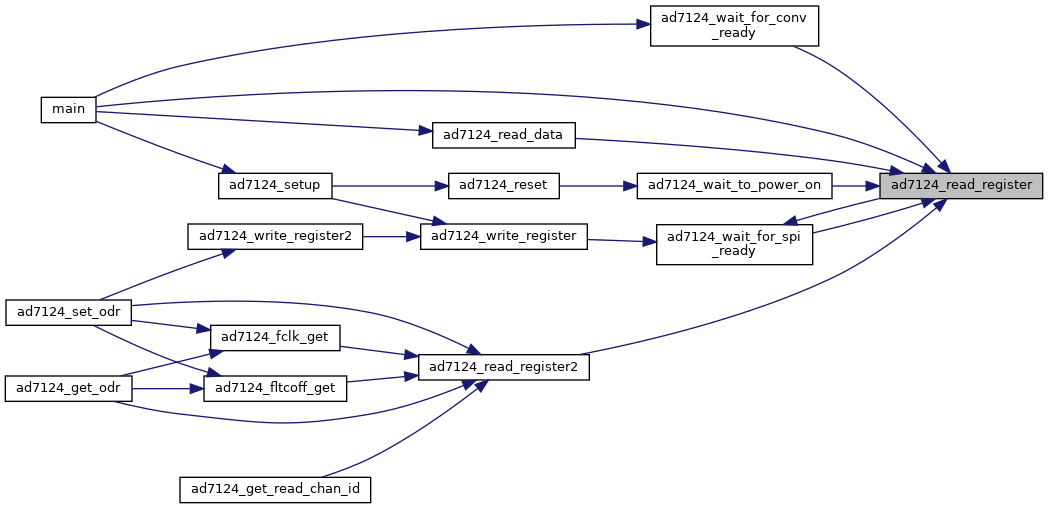 ad7124_wait_for_conv
_ready
main
ad7124_read_data
ad7124_setup
ad7124_reset
ad7124_wait_to_power_on
ad7124_read_register
ad7124_write_register2
ad7124_write_register
ad7124_wait_for_spi
_ready
ad7124_set_odr
ad7124_fclk_get
ad7124_read_register2
ad7124_get_odr
ad7124_fltcoff_get
ad7124_get_read_chan_id